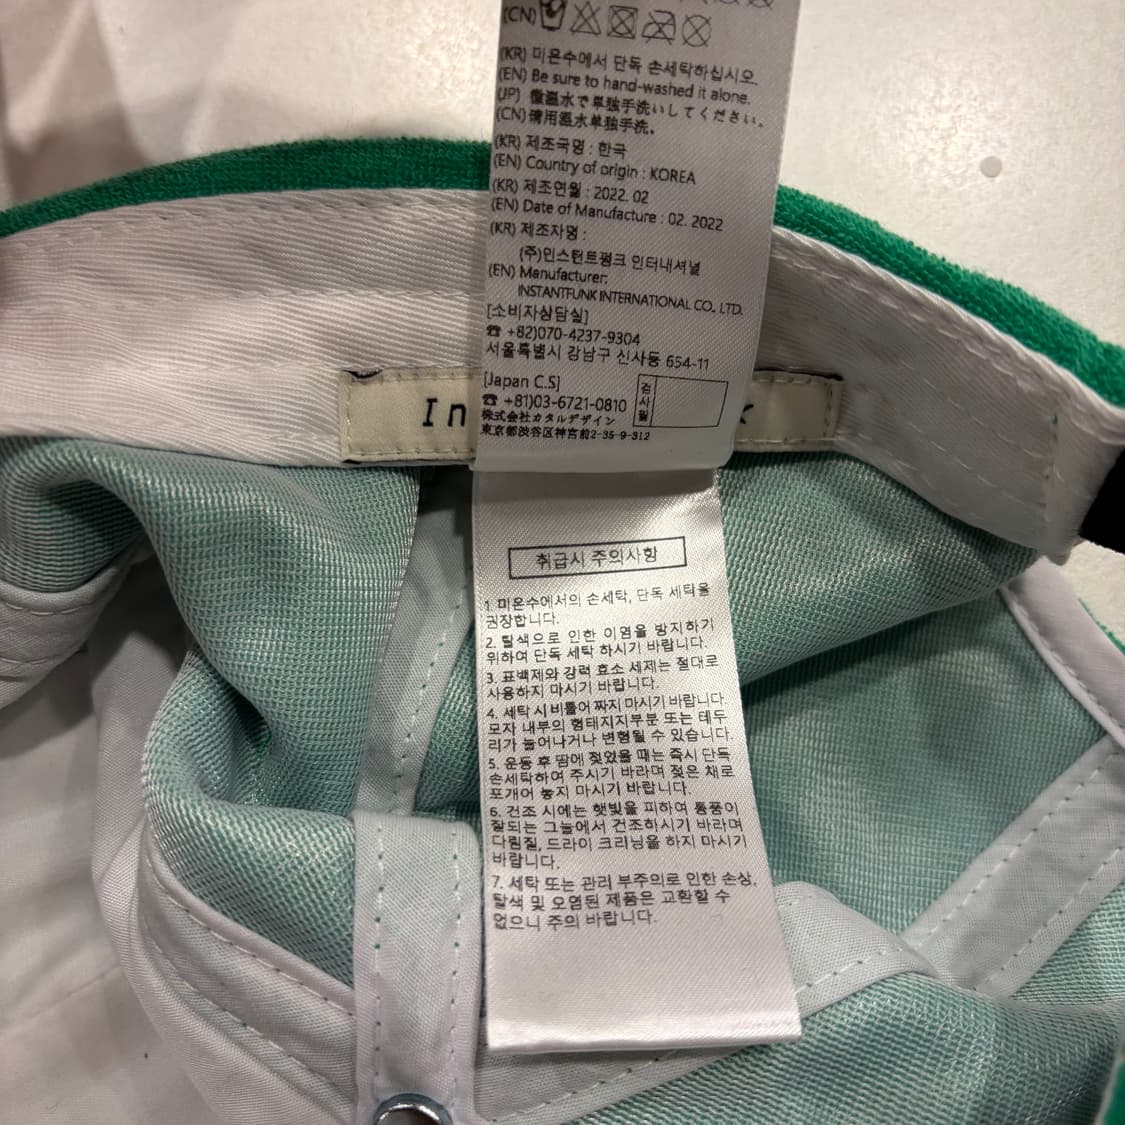 (CN)
(KR) 미온수에서 단독 손세탁하십시오.
(EN) Be sure to hand-washed it alone.
(JP) 微温水で単独手洗いしてください。
(CN) 请用温水单独手洗。
(KR) 제조국명 : 한국
(EN) Country of origin : KOREA
(KR) 제조연월 : 2022. 02
(EN) Date of Manufacture : 02. 2022
(KR) 제조자명 :
(주)인스턴트펑크 인터내셔널
(EN) Manufacturer:
INSTANTFUNK INTERNATIONAL CO., LTD.
[소비자상담실]
☎ +82)070-4237-9304
서울특별시 강남구 신사동 654-11
[Japan C.S]
☎ +81)03-6721-0810
株式会社カタルデザイン
東京都渋谷区神宮前2-35-9-312
검사필
In k
취급시 주의사항
1. 미온수에서의 손세탁, 단독 세탁을
권장합니다.
2. 탈색으로 인한 이염을 방지하기
위하여 단독 세탁 하시기 바랍니다.
3. 표백제와 강력 효소 세제는 절대로
사용하지 마시기 바랍니다.
4. 세탁 시 비틀어 짜지 마시기 바랍니다.
모자 내부의 형태지지부분 또는 테두
리가 늘어나거나 변형될 수 있습니다.
5. 운동 후 땀에 젖었을 때는 즉시 단독
손세탁하여 주시기 바라며 젖은 채로
포개어 놓지 마시기 바랍니다.
6. 건조 시에는 햇빛을 피하여 통풍이
잘되는 그늘에서 건조하시기 바라며
다림질, 드라이 크리닝을 하지 마시기
바랍니다.
7. 세탁 또는 관리 부주의로 인한 손상,
탈색 및 오염된 제품은 교환할 수
없으니 주의 바랍니다.